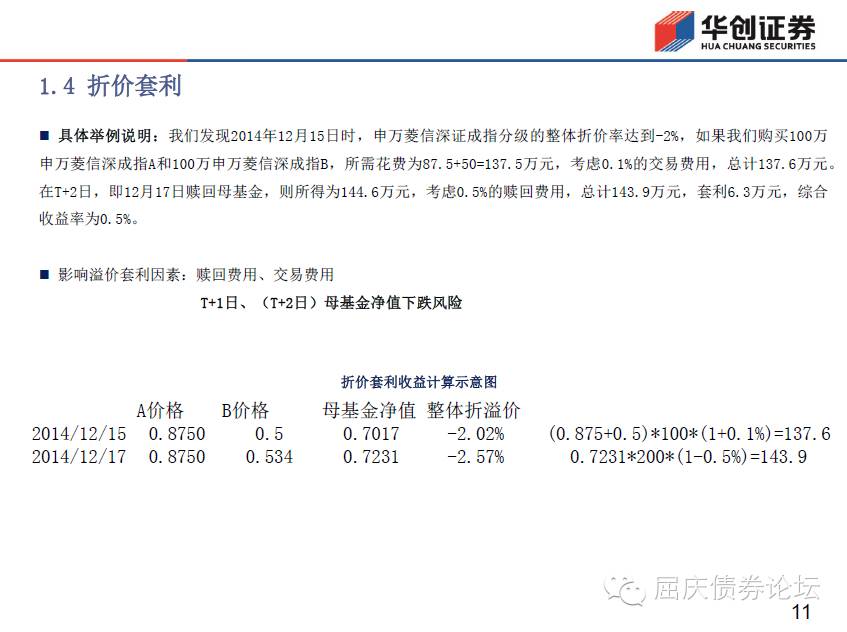 华创证券
HUA CHUANG SECURITIES
1.4 折价套利
■ 具体举例说明：我们发现2014年12月15日时，申万菱信深证成指分级的整体折价率达到-2%，如果我们购买100万
申万菱信深成指A和100万申万菱信深成指B，所需花费为87.5+50=137.5万元，考虑0.1%的交易费用，总计137.6万元。
在T+2日，即12月17日赎回母基金，则所得为144.6万元，考虑0.5%的赎回费用，总计143.9万元，套利6.3万元，综合
收益率为0.5%。
■ 影响溢价套利因素：赎回费用、交易费用
T+1日、（T+2日）母基金净值下跌风险
折价套利收益计算示意图
A价格 B价格 母基金净值 整体折溢价
2014/12/15 0.8750 0.5 0.7017 -2.02% (0.875+0.5)*100*(1+0.1%)=137.6
2014/12/17 0.8750 0.534 0.7231 -2.57% 0.7231*200*(1-0.5%)=143.9
屈庆债券论坛
11